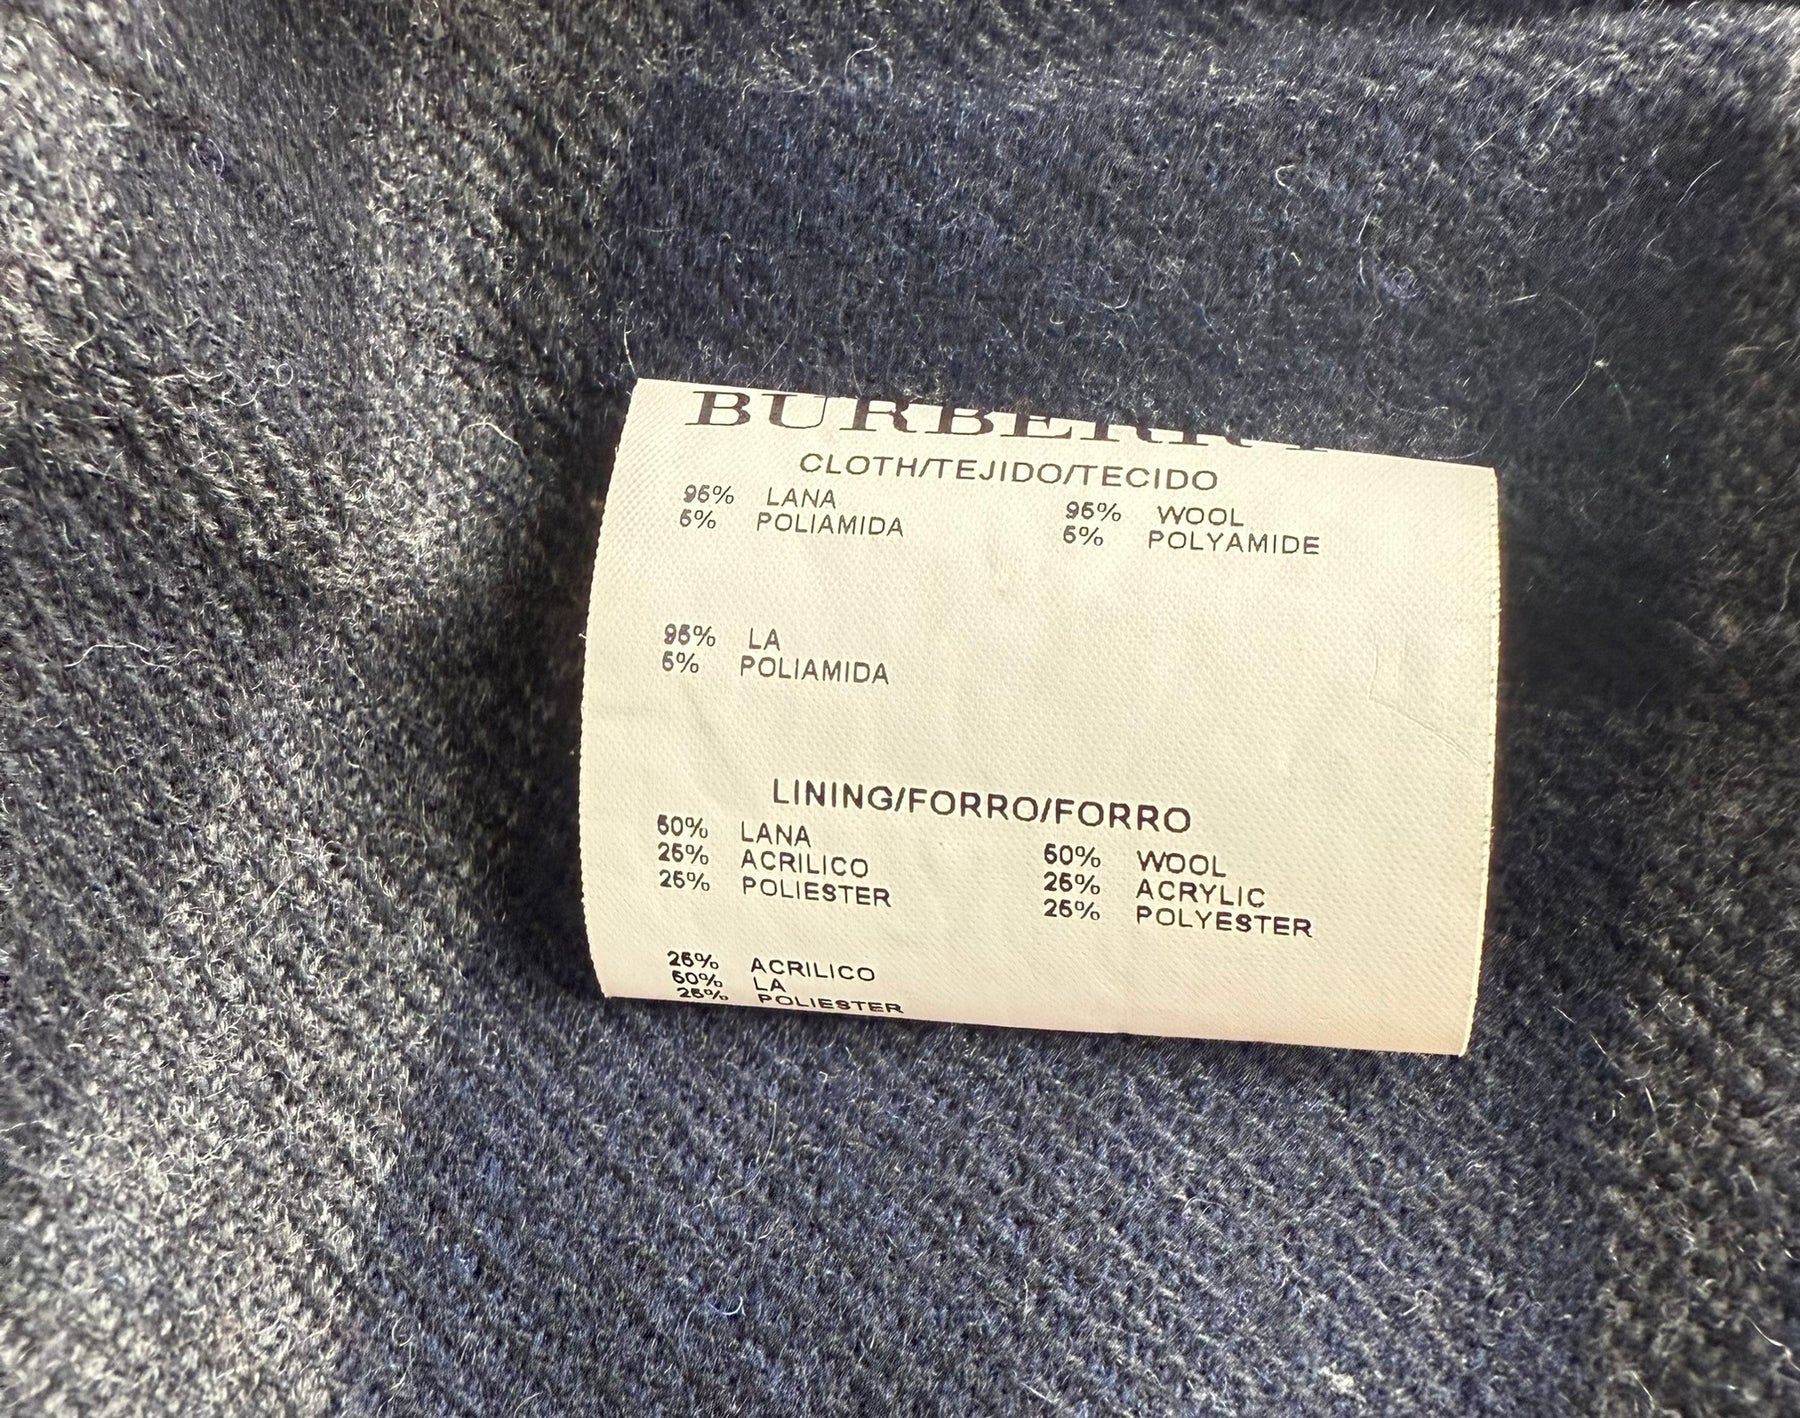 BURBERRY
CLOTH/TEJIDO/TECIDO
95% LANA 95% WOOL
5% POLIAMIDA 5% POLYAMIDE
95% LA
5% POLIAMIDA
LINING/FORRO/FORRO
50% LANA 50% WOOL
25% ACRILICO 25% ACRYLIC
25% POLIESTER 25% POLYESTER
25% ACRILICO
50% LA
25% POLIESTER